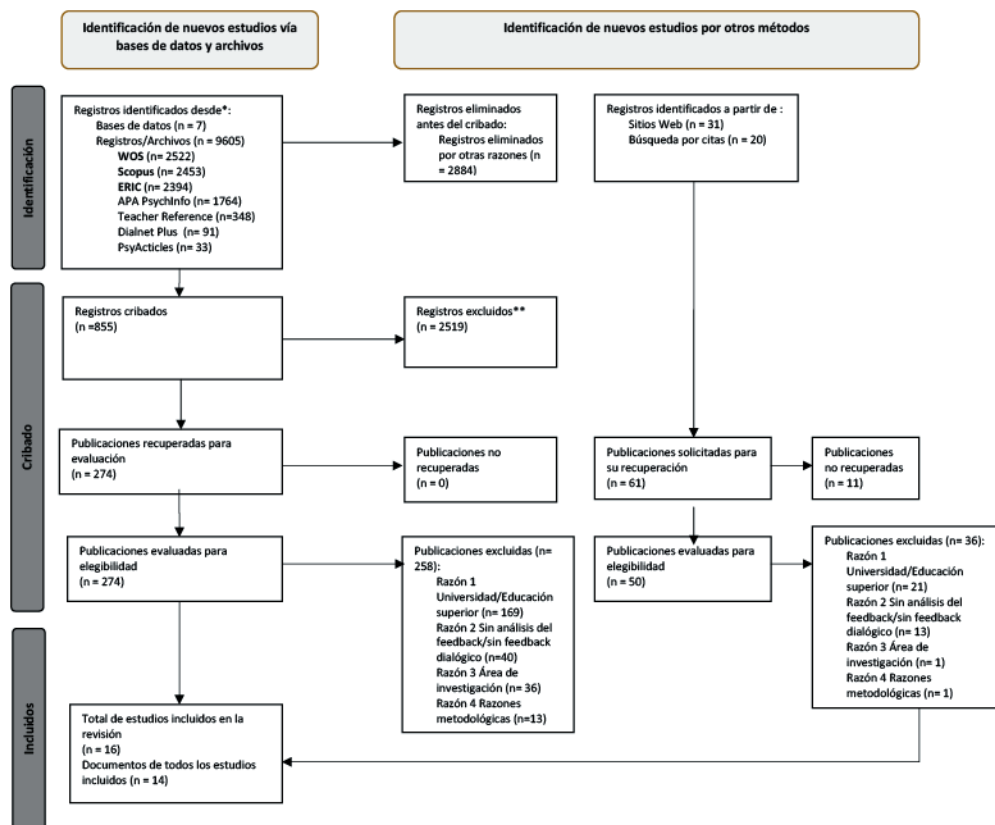 Identificación de nuevos estudios vía
bases de datos y archivos
Identificación de nuevos estudios por otros métodos
Identificación
Registros identificados desde*:
Bases de datos (n = 7)
Registros/Archivos (n = 9605)
WOS (n= 2522)
Scopus (n= 2453)
ERIC (n= 2394)
APA PsychInfo (n= 1764)
Teacher Reference (n=348)
Dialnet Plus (n= 91)
PsyActicles (n= 33)
Registros eliminados
antes del cribado:
Registros eliminados
por otras razones (n
= 2884)
Registros identificados a partir de :
Sitios Web (n = 31)
Búsqueda por citas (n = 20)
Cribado
Registros cribados
(n =855)
Registros excluidos**
(n = 2519)
Publicaciones recuperadas para
evaluación
(n = 274)
Publicaciones no
recuperadas
(n = 0)
Publicaciones solicitadas para
su recuperación
(n = 61)
Publicaciones
no recuperadas
(n = 11)
Publicaciones evaluadas para
elegibilidad
(n = 274)
Publicaciones excluidas (n=
258):
Razón 1
Universidad/Educación
superior (n= 169)
Razón 2 Sin análisis del
feedback/sin feedback
dialógico (n=40)
Razón 3 Área de
investigación (n= 36)
Razón 4 Razones
metodológicas (n=13)
Publicaciones evaluadas para
elegibilidad
(n = 50)
Publicaciones excluidas (n= 36):
Razón 1
Universidad/Educación
superior (n= 21)
Razón 2 Sin análisis del
feedback/sin feedback
dialógico (n= 13)
Razón 3 Área de
investigación (n= 1)
Razón 4 Razones
metodológicas (n= 1)
Incluidos
Total de estudios incluidos en la
revisión
(n = 16)
Documentos de todos los estudios
incluidos (n = 14)